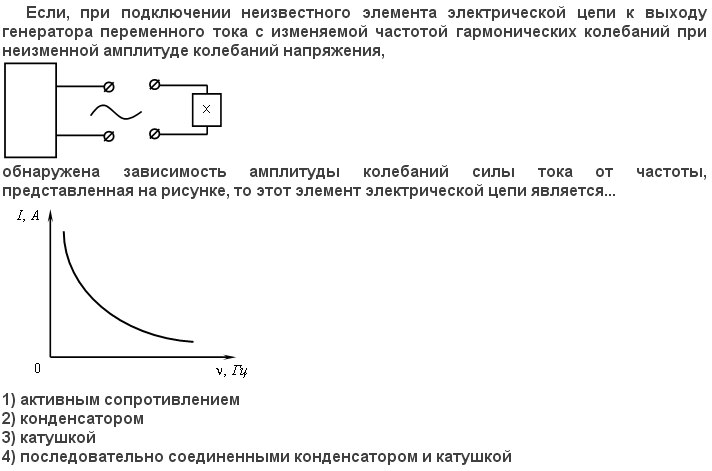 Если, при подключении неизвестного элемента электрической цепи к выходу
генератора переменного тока с изменяемой частотой гармонических колебаний при
неизменной амплитуде колебаний напряжения,
X
обнаружена зависимость амплитуды колебаний силы тока от частоты,
представленная на рисунке, то этот элемент электрической цепи является...
I, A
0
ν, Гц
1) активным сопротивлением
2) конденсатором
3) катушкой
4) последовательно соединенными конденсатором и катушкой